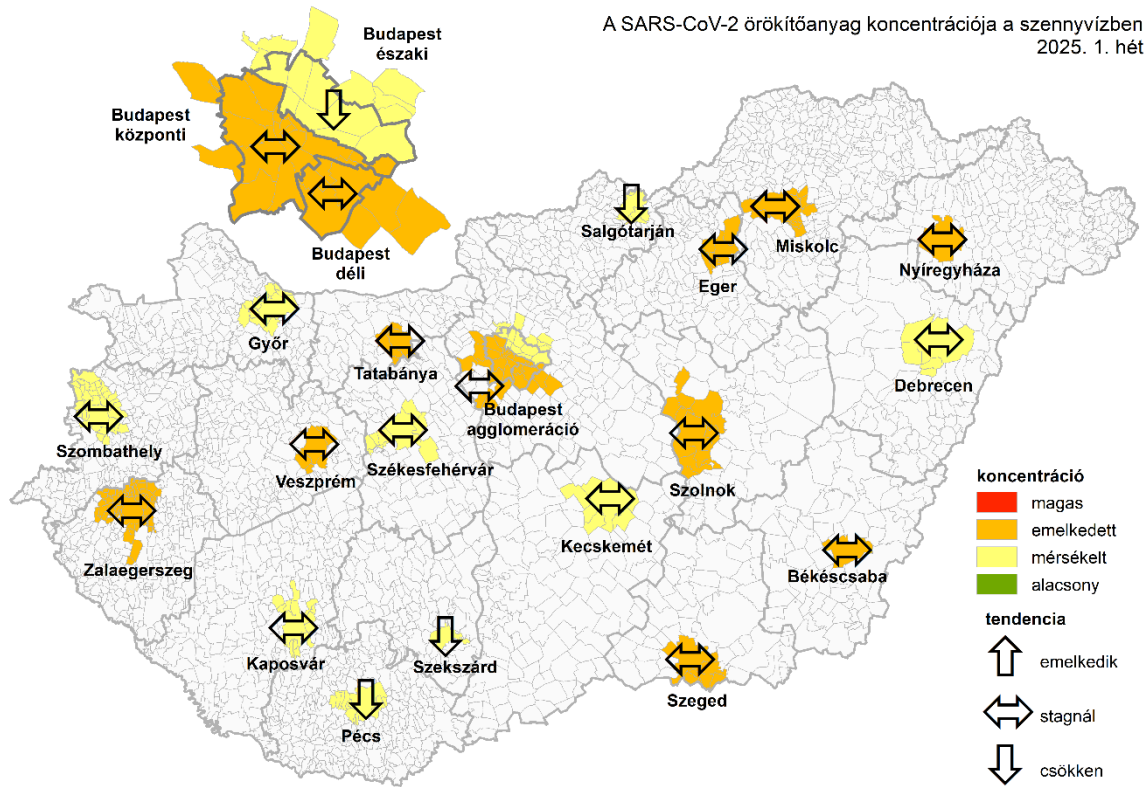 A SARS-CoV-2 örökítőanyag koncentrációja a szennyvízben
2025. 1. hét
Budapest
északi
Budapest
központi
Budapest
déli
Salgótarján
Miskolc
Eger
Nyíregyháza
Győr
Tatabánya
Debrecen
Budapest
agglomeráció
Szombathely
Veszprém
Székesfehérvár
Szolnok
Kecskemét
Zalaegerszeg
Békéscsaba
Kaposvár
Szekszárd
Szeged
Pécs
koncentráció
magas
emelkedett
mérsékelt
alacsony
tendencia
emelkedik
stagnál
csökken